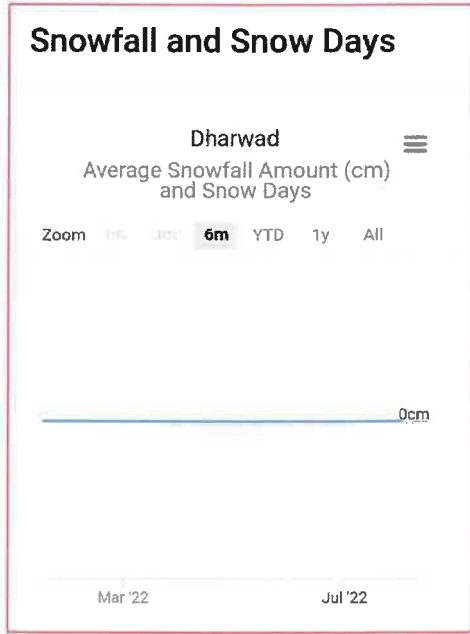 Snowfall and Snow Days
Dharwad
Average Snowfall Amount (cm)
and Snow Days
Zoom 3m 6m YTD 1y All
0cm
Mar '22 Jul '22